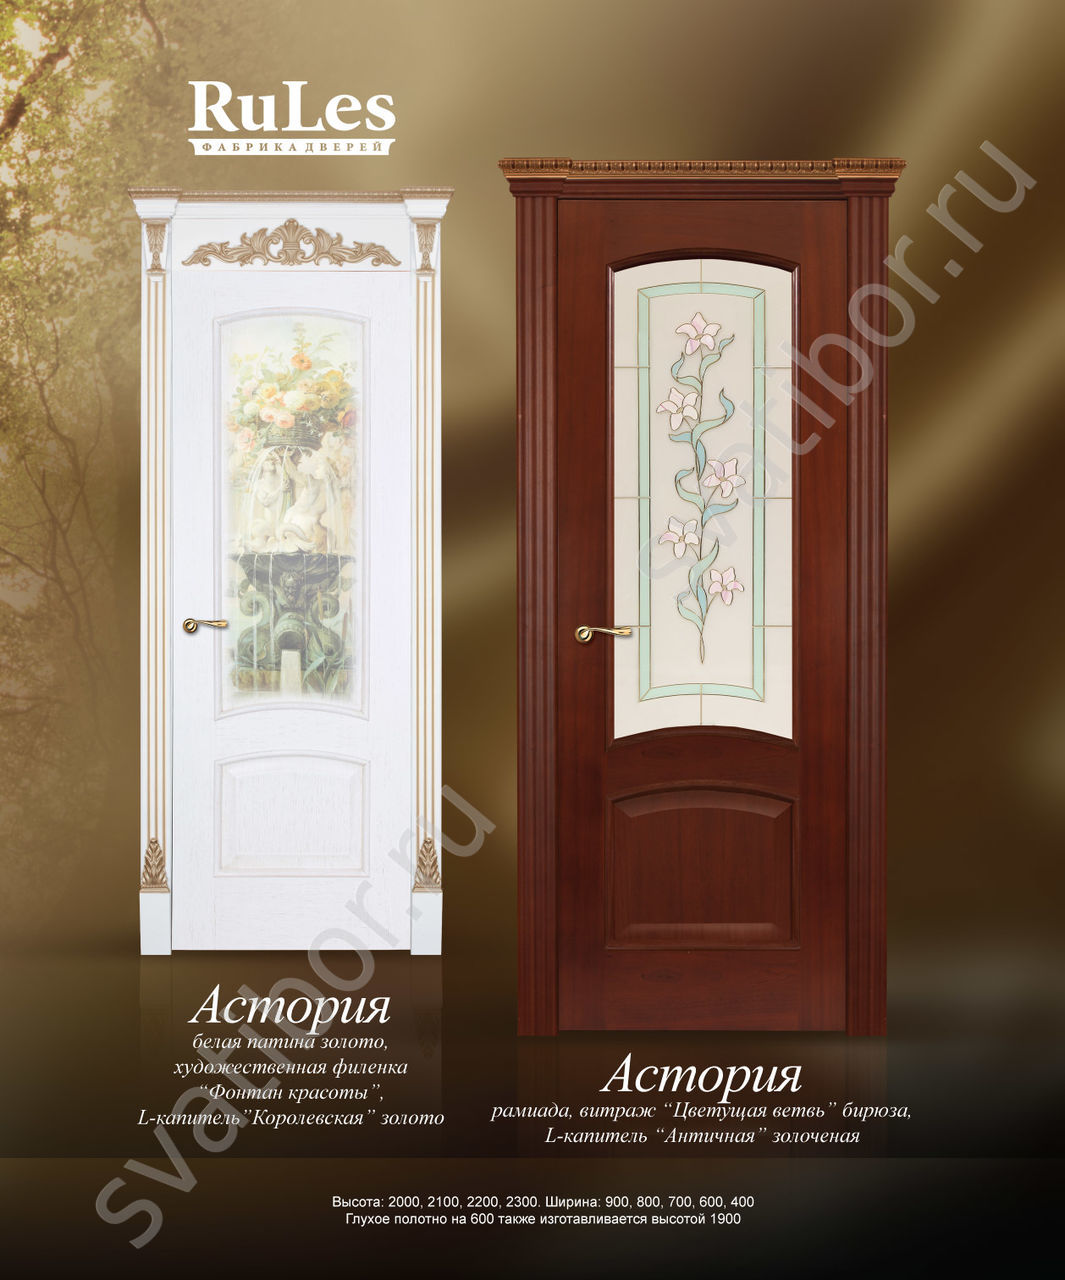 RuLes
ФАБРИКА ДВЕРЕЙ
Астория
белая патина золото,
художественная филенка
“Фонтан красоты”,
L-капитель ”Королевская” золото
Астория
рамиада, витраж “Цветущая ветвь” бирюза,
L-капитель “Античная” золоченая
Высота: 2000, 2100, 2200, 2300. Ширина: 900, 800, 700, 600, 400
Глухое полотно на 600 также изготавливается высотой 1900
svatibor.ru
svatibor.ru